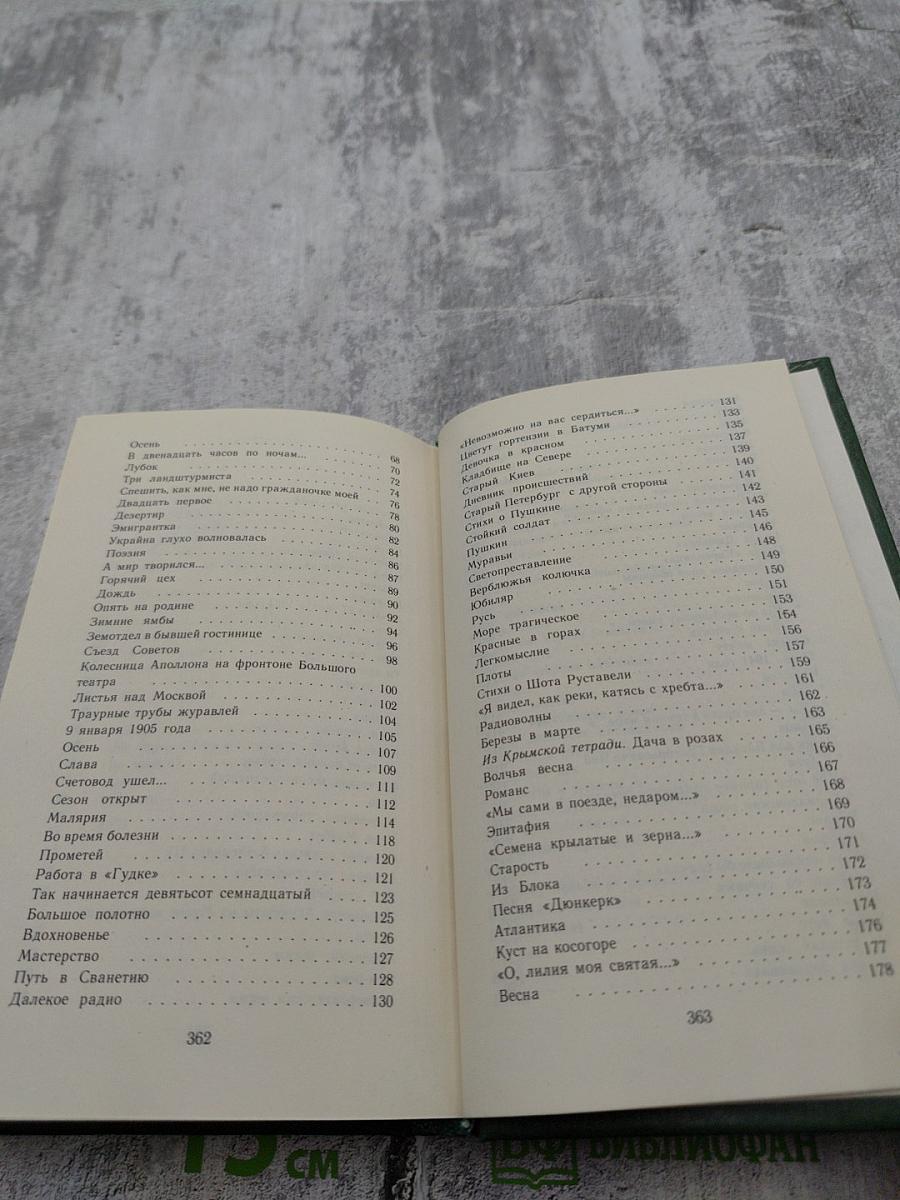 Осень 68
В двенадцать часов по ночам... 70
Лубок 72
Три ландштурмиста 74
Спешить, как мне, не надо гражданочке моей 76
Двадцать первое 78
Дезертир 80
Эмигрантка 82
Украйна глухо волновалась 84
Поэзия 86
А мир творился... 87
Горячий цех 89
Дождь 90
Опять на родине 92
Зимние ямбы 94
Земотдел в бывшей гостинице 96
Съезд Советов 98
Колесница Аполлона на фронтоне Большого
театра 100
Листья над Москвой 102
Траурные трубы журавлей 104
9 января 1905 года 105
Осень 107
Слава 109
Счетовод ушел... 111
Сезон открыт 112
Малярия 114
Во время болезни 118
Прометей 120
Работа в «Гудке» 121
Так начинается девятьсот семнадцатый 123
Большое полотно 125
Вдохновенье 126
Мастерство 127
Путь в Сванетию 128
Далекое радио 130
362
«Невозможно на вас сердиться...» 131
Цветут гортензии в Батуми 133
Девочка в красном 135
Кладбище на Севере 137
Старый Киев 139
Дневник происшествий 140
Старый Петербург с другой стороны 141
Стихи о Пушкине 142
Стойкий солдат 143
Пушкин 145
Муравьи 146
Светопреставление 148
Верблюжья колючка 149
Юбиляр 150
Русь 151
Море трагическое 153
Красные в горах 154
Легкомыслие 156
Плоты 157
Стихи о Шота Руставели 159
«Я видел, как реки, катясь с хребта...» 161
Радиоволны 162
Березы в марте 163
Из Крымской тетради. Дача в розах 165
Волчья весна 166
Романс 167
«Мы сами в поезде, недаром...» 168
Эпитафия 169
«Семена крылатые и зерна...» 170
Старость 171
Из Блока 172
Песня «Дюнкерк» 173
Атлантика 174
Куст на косогоре 176
«О, лилия моя святая...» 177
Весна 178
363
15 см
БФ БИБЛИОФАН